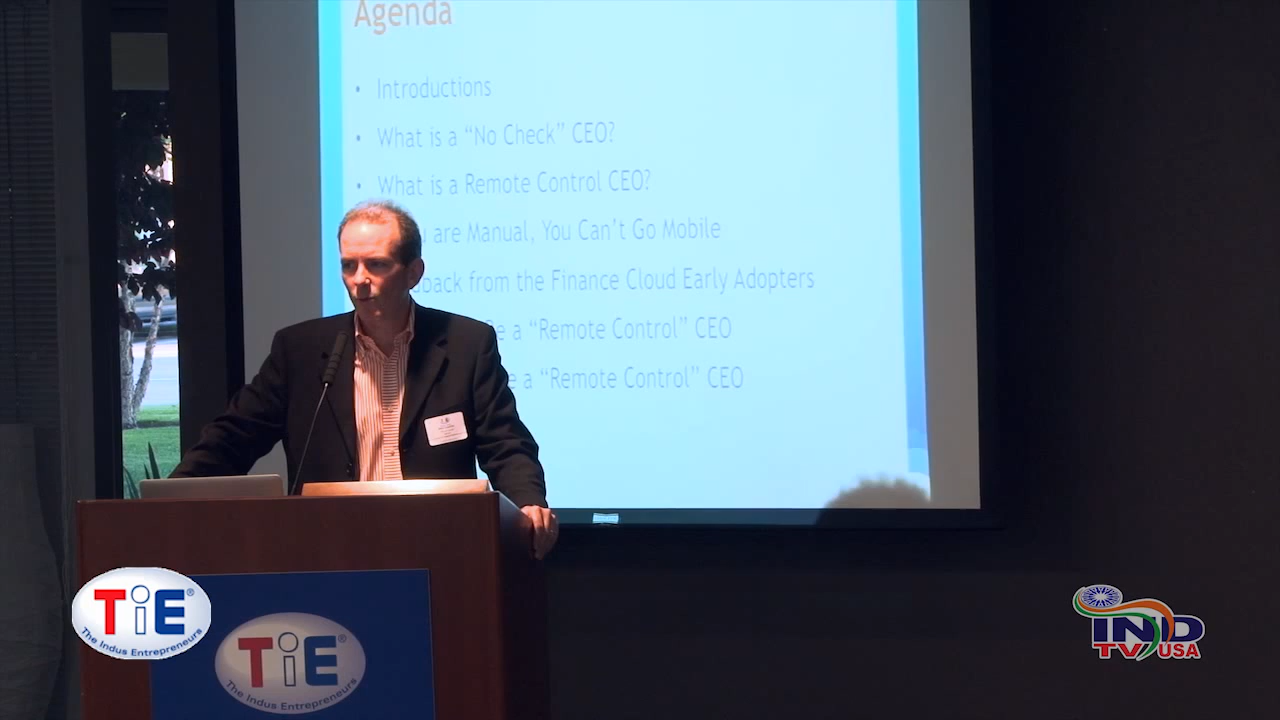 Agenda
• Introductions
• What is a “No Check” CEO?
• What is a Remote Control CEO?
are Manual, You Can’t Go Mobile
from the Finance Cloud Early Adopters
a “Remote Control” CEO
a “Remote Control” CEO
TiE®
The Indus Entrepreneurs
TiE®
The Indus Entrepreneurs
IND
TV USA